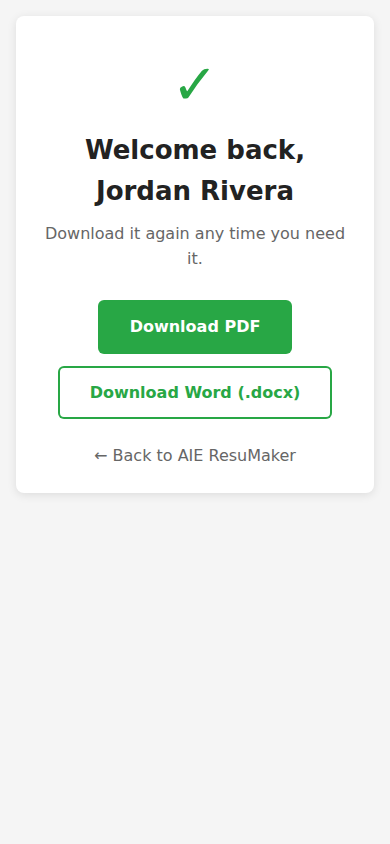 ✓
Welcome back,
Jordan Rivera
Download it again any time you need
it.
Download PDF
Download Word (.docx)
← Back to AIE ResuMaker